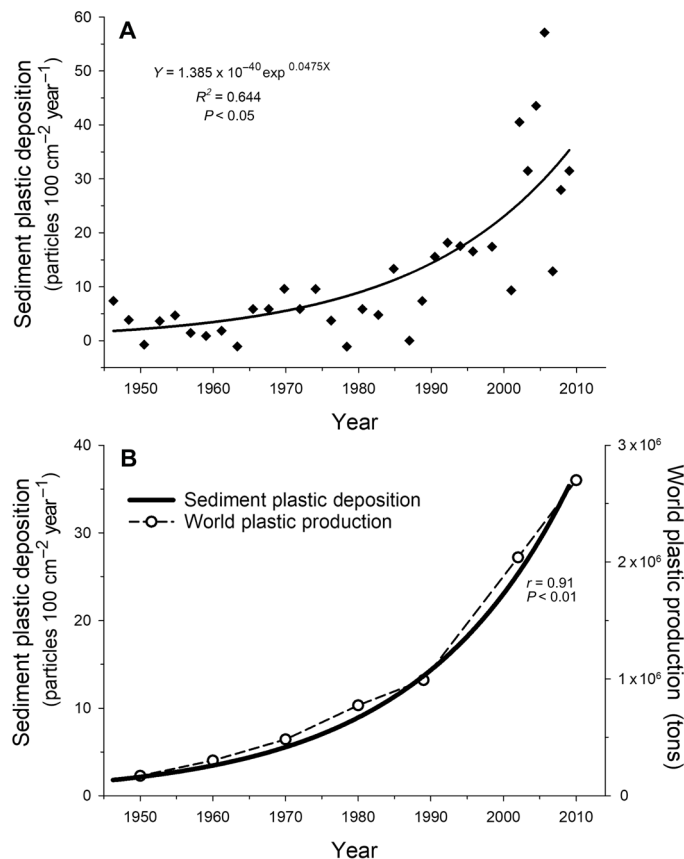 A
Y = 1.385 x 10⁻⁴⁰ exp ⁰·⁰⁴⁷⁵ˣ
R² = 0.644
P < 0.05
Sediment plastic deposition
(particles 100 cm⁻² year⁻¹)
60
50
40
30
20
10
0
1950 1960 1970 1980 1990 2000 2010
Year
B
Sediment plastic deposition
World plastic production
r = 0.91
P < 0.01
Sediment plastic deposition
(particles 100 cm⁻² year⁻¹)
40
30
20
10
0
3 x 10⁶
2 x 10⁶
1 x 10⁶
0
World plastic production
(tons)
1950 1960 1970 1980 1990 2000 2010
Year